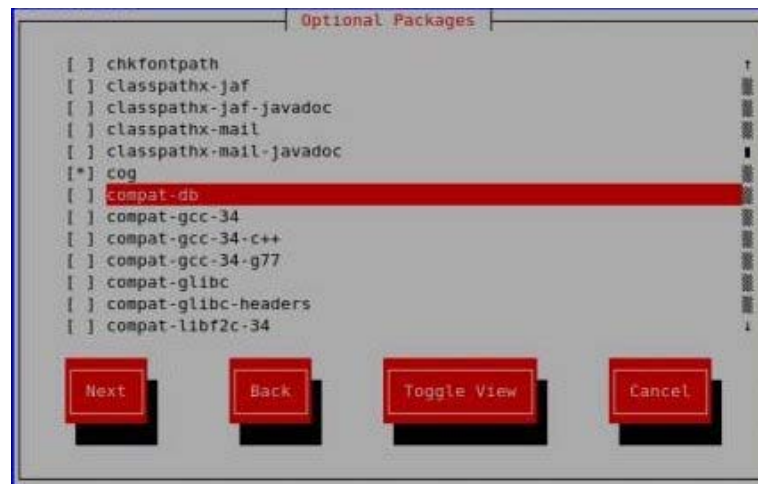 Optional Packages
[ ] chkfontpath
[ ] classpathx-jaf
[ ] classpathx-jaf-javadoc
[ ] classpathx-mail
[ ] classpathx-mail-javadoc
[*] cog
[ ] compat-db
[ ] compat-gcc-34
[ ] compat-gcc-34-c++
[ ] compat-gcc-34-g77
[ ] compat-glibc
[ ] compat-glibc-headers
[ ] compat-libf2c-34
Next Back Toggle View Cancel